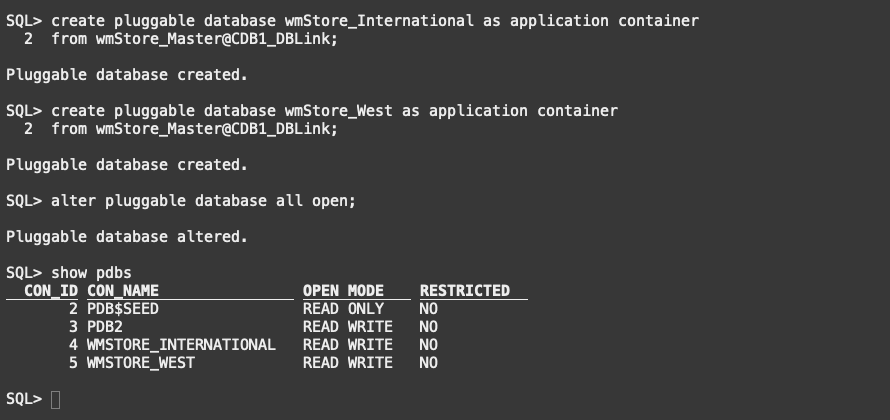 SQL> create pluggable database wmStore_International as application container
  2  from wmStore_Master@CDB1_DBLink;
Pluggable database created.
SQL> create pluggable database wmStore_West as application container
  2  from wmStore_Master@CDB1_DBLink;
Pluggable database created.
SQL> alter pluggable database all open;
Pluggable database altered.
SQL> show pdbs
CON_ID CON_NAME OPEN MODE RESTRICTED
2 PDB$SEED READ ONLY NO
3 PDB2 READ WRITE NO
4 WMSTORE_INTERNATIONAL READ WRITE NO
5 WMSTORE_WEST READ WRITE NO
SQL>